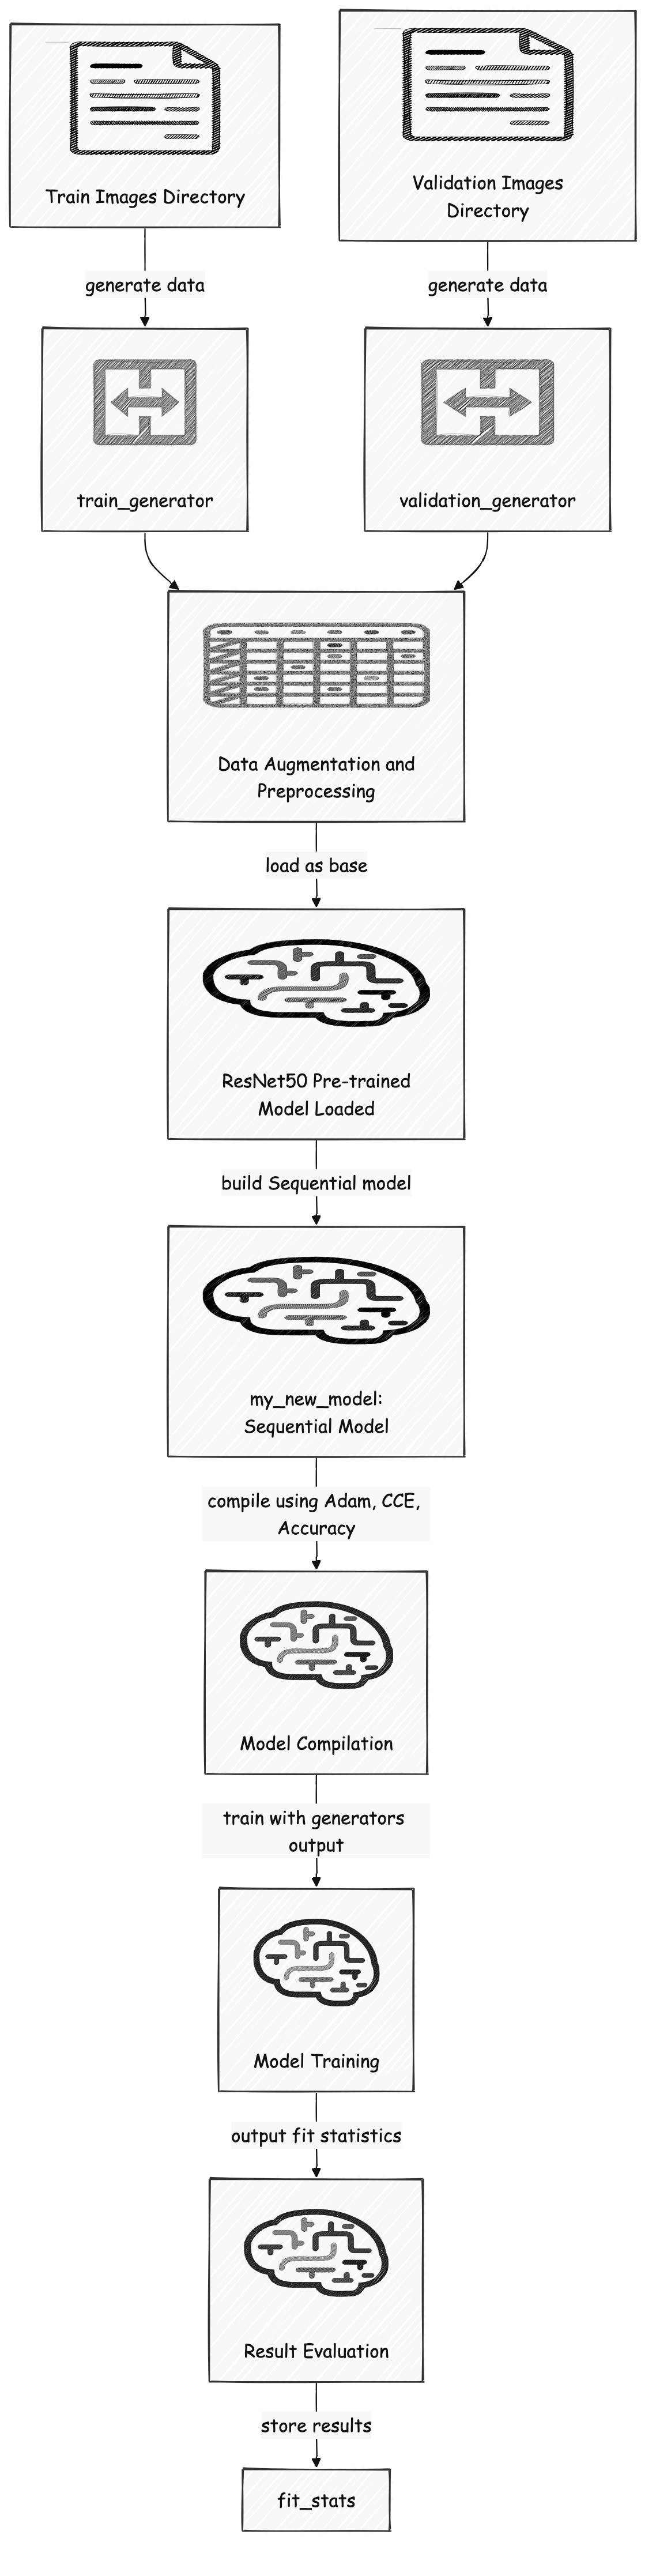 Train Images Directory
Validation Images
Directory
generate data
generate data
train_generator
validation_generator
Data Augmentation and
Preprocessing
load as base
ResNet50 Pre-trained
Model Loaded
build Sequential model
my_new_model:
Sequential Model
compile using Adam, CCE,
Accuracy
Model Compilation
train with generators
output
Model Training
output fit statistics
Result Evaluation
store results
fit_stats